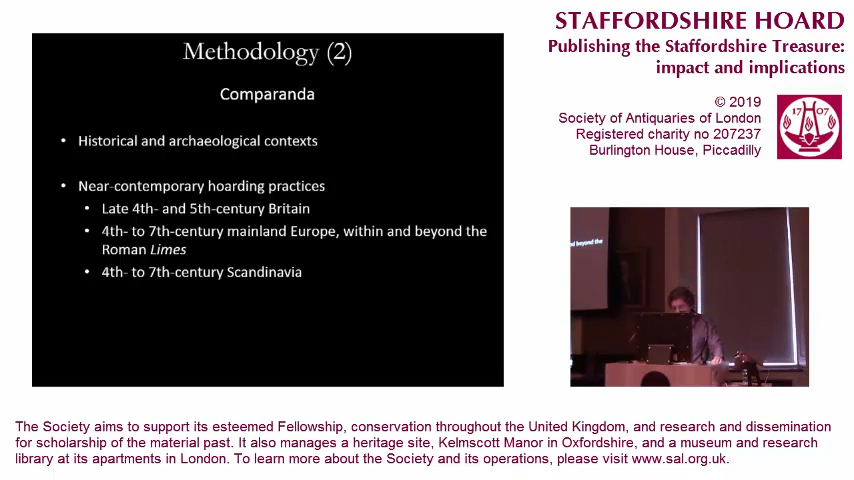 Methodology (2)
Comparanda
• Historical and archaeological contexts
• Near-contemporary hoarding practices
• Late 4th- and 5th-century Britain
• 4th- to 7th-century mainland Europe, within and beyond the
Roman Limes
• 4th- to 7th-century Scandinavia
STAFFORDSHIRE HOARD
Publishing the Staffordshire Treasure:
impact and implications
© 2019
Society of Antiquaries of London
Registered charity no 207237
Burlington House, Piccadilly
17 07
nd beyond the
The Society aims to support its esteemed Fellowship, conservation throughout the United Kingdom, and research and dissemination
for scholarship of the material past. It also manages a heritage site, Kelmscott Manor in Oxfordshire, and a museum and research
library at its apartments in London. To learn more about the Society and its operations, please visit www.sal.org.uk.